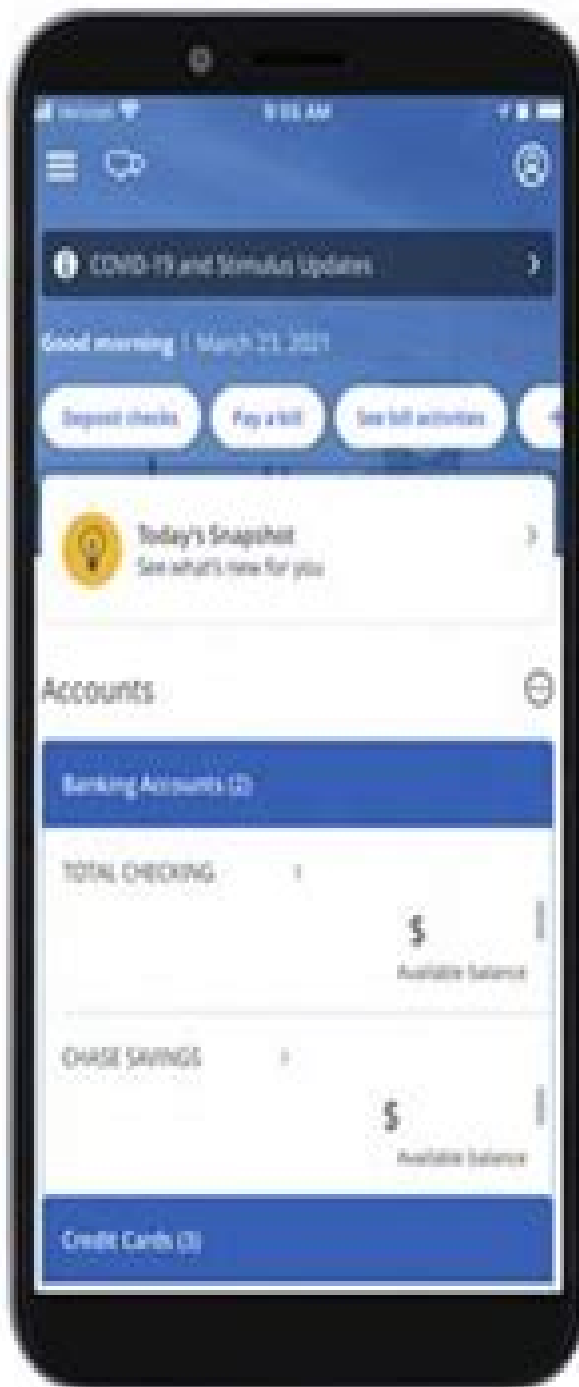 verizon
9:55 AM
COVID-19 and Stimulus Updates
Good morning | March 23, 2021
Deposit checks
Pay a bill
See bill activities
Today's Snapshot
See what's new for you
Accounts
Banking Accounts (2)
TOTAL CHECKING
$
Available balance
CHASE SAVINGS
$
Available balance
Credit Cards (3)